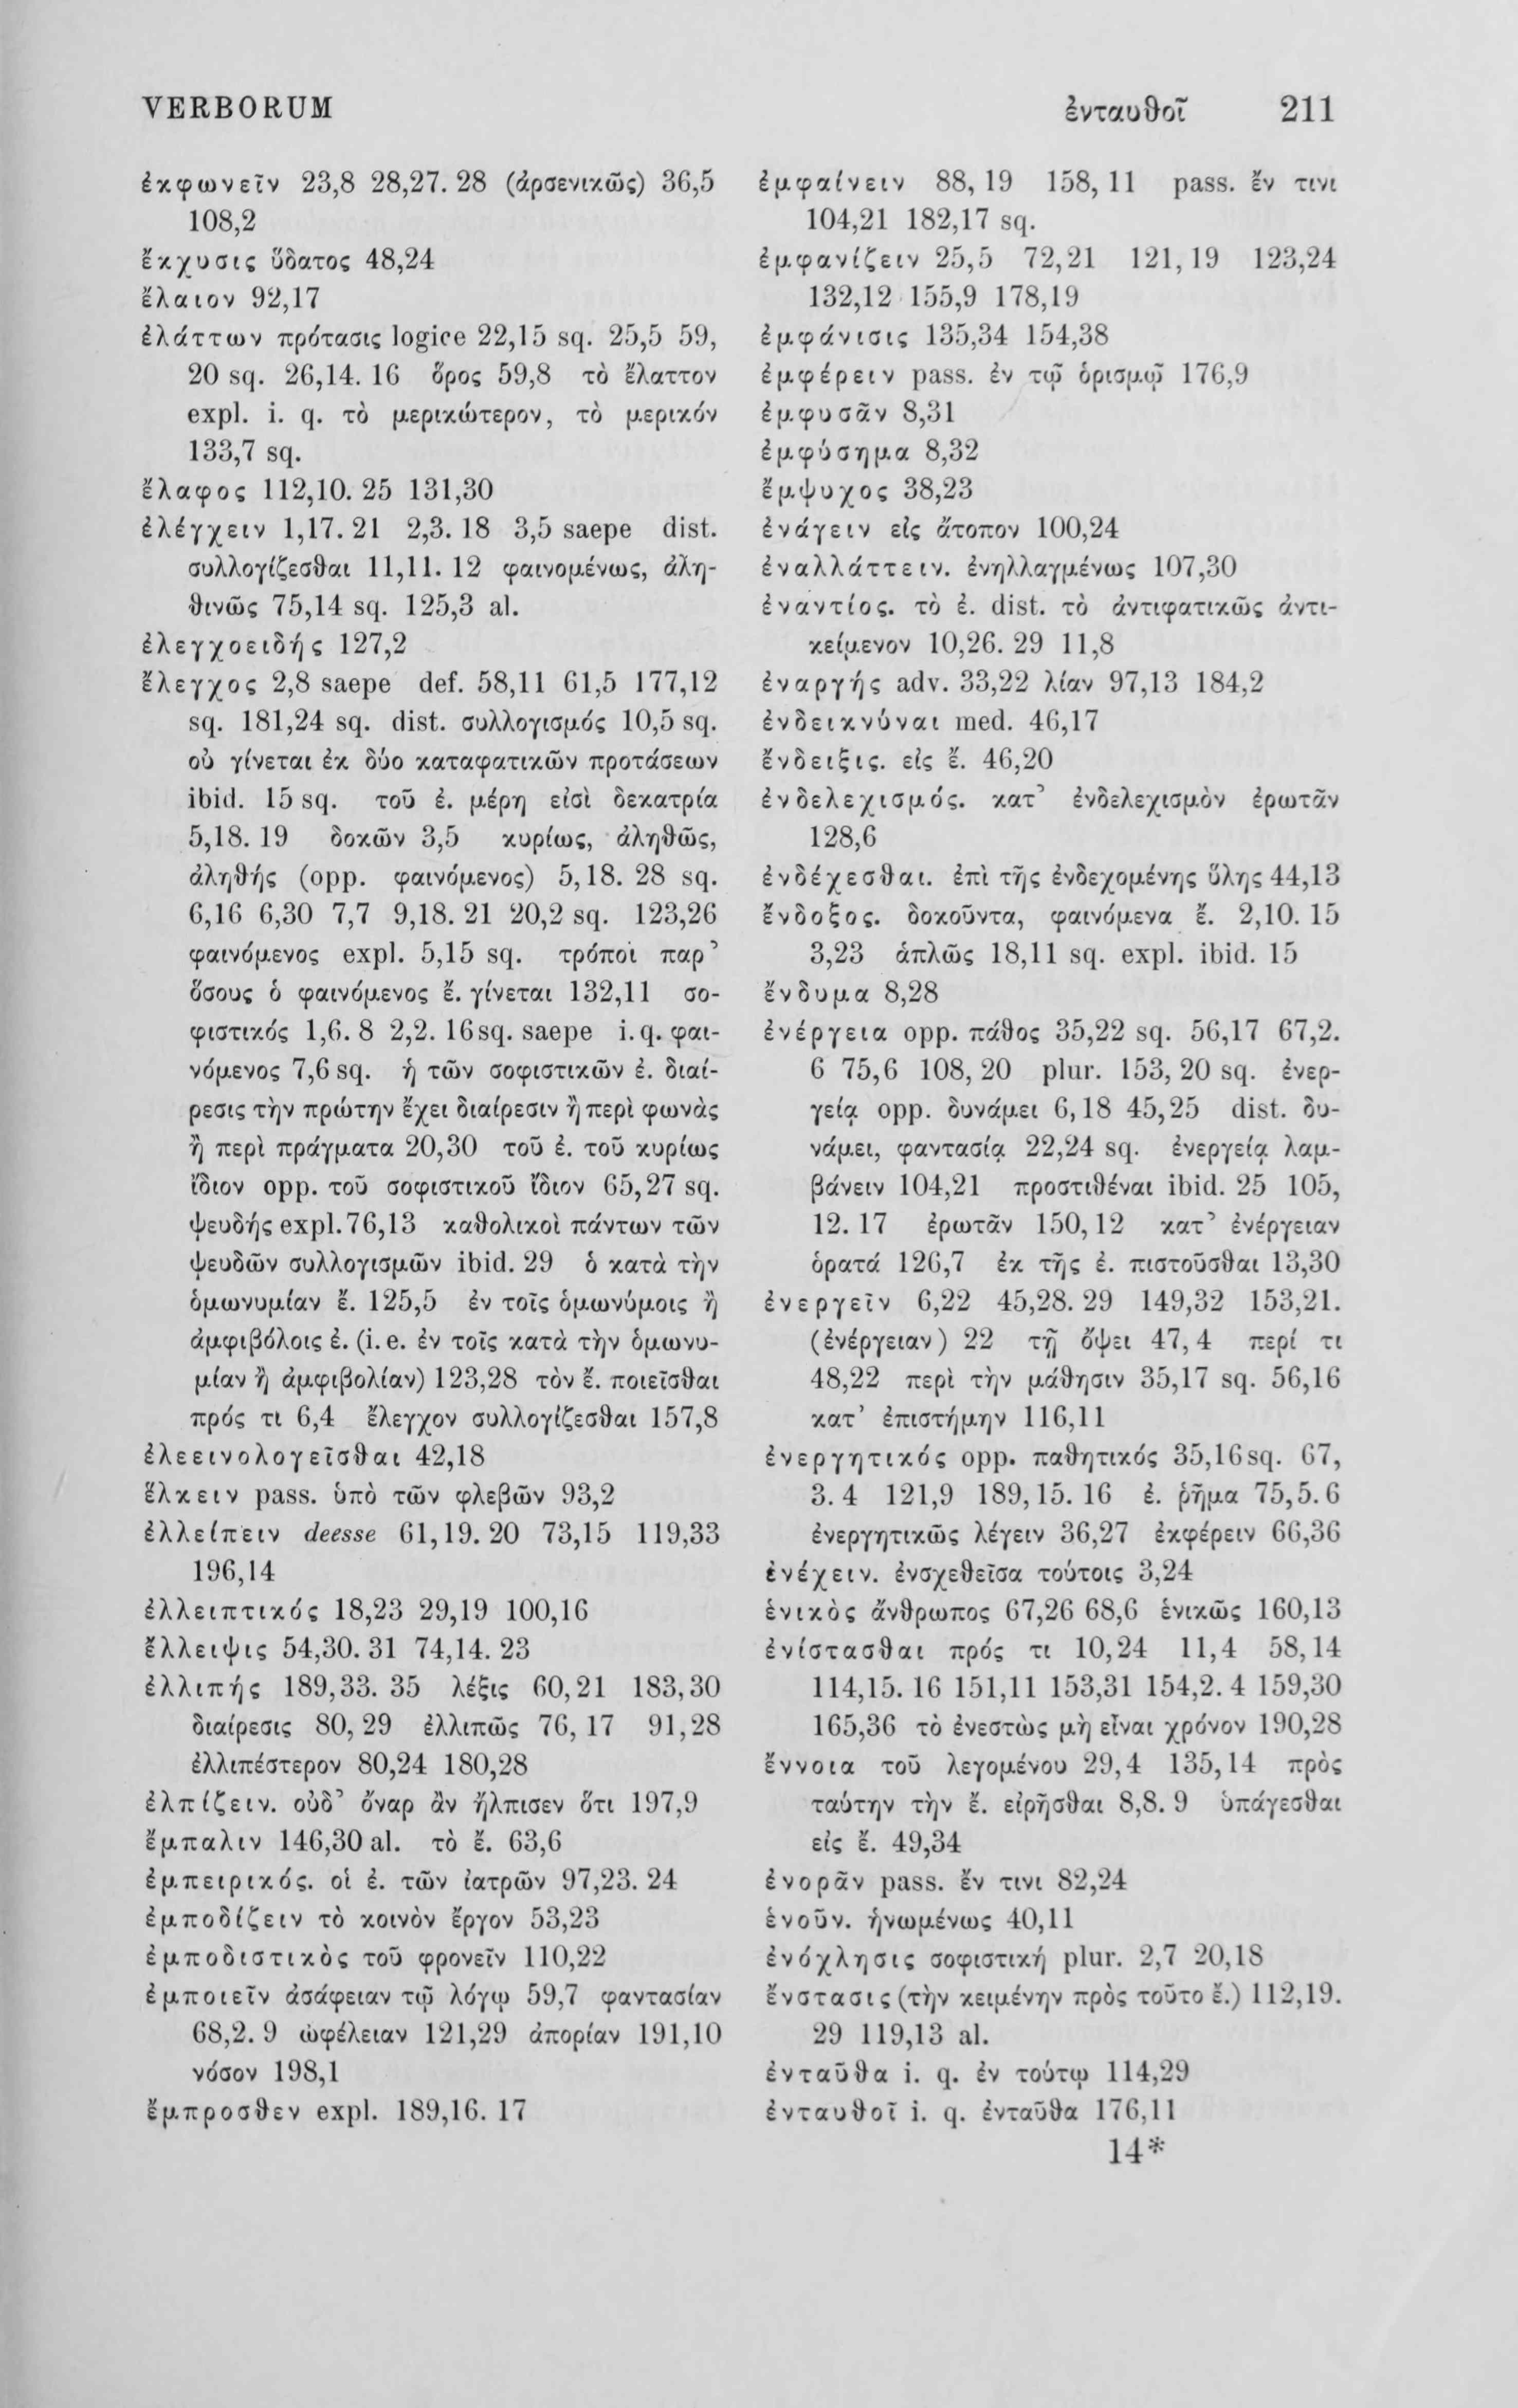 VERBORUM ἐνταυθοῖ 211
ἐκφωνεῖν 23,8 28,27. 28 (ἀρσενικῶς) 36,5
108,2
ἔκχυσις ὕδατος 48,24
ἔλαιον 92,17
ἐλάττων πρότασις logice 22,15 sq. 25,5 59,
20 sq. 26,14. 16 ὅρος 59,8 τὸ ἔλαττον
expl. i. q. τὸ μερικώτερον, τὸ μερικόν
133,7 sq.
ἔλαφος 112,10. 25 131,30
ἐλέγχειν 1,17. 21 2,3. 18 3,5 saepe dist.
συλλογίζεσθαι 11,11. 12 φαινομένως, ἀλη-
θινῶς 75,14 sq. 125,3 al.
ἐλεγχοειδής 127,2
ἔλεγχος 2,8 saepe def. 58,11 61,5 177,12
sq. 181,24 sq. dist. συλλογισμός 10,5 sq.
οὐ γίνεται ἐκ δύο καταφατικῶν προτάσεων
ibid. 15 sq. τοῦ ἐ. μέρη εἰσὶ δεκατρία
5,18. 19 δοκῶν 3,5 κυρίως, ἀληθῶς,
ἀληθής (opp. φαινόμενος) 5,18. 28 sq.
6,16 6,30 7,7 9,18. 21 20,2 sq. 123,26
φαινόμενος expl. 5,15 sq. τρόποι παρ’
ὅσους ὁ φαινόμενος ἔ. γίνεται 132,11 σο-
φιστικός 1,6. 8 2,2. 16 sq. saepe i. q. φαι-
νόμενος 7,6 sq. ἡ τῶν σοφιστικῶν ἐ. διαί-
ρεσις τὴν πρώτην ἔχει διαίρεσιν ἢ περὶ φωνὰς
ἢ περὶ πράγματα 20,30 τοῦ ἐ. τοῦ κυρίως
ἴδιον opp. τοῦ σοφιστικοῦ ἴδιον 65,27 sq.
ψευδής expl. 76,13 καθολικοὶ πάντων τῶν
ψευδῶν συλλογισμῶν ibid. 29 ὁ κατὰ τὴν
ὁμωνυμίαν ἔ. 125,5 ἐν τοῖς ὁμωνύμοις ἢ
ἀμφιβόλοις ἐ. (i. e. ἐν τοῖς κατὰ τὴν ὁμωνυ-
μίαν ἢ ἀμφιβολίαν) 123,28 τὸν ἔ. ποιεῖσθαι
πρός τι 6,4 ἔλεγχον συλλογίζεσθαι 157,8
ἐλεεινολογεῖσθαι 42,18
ἕλκειν pass. ὑπὸ τῶν φλεβῶν 93,2
ἐλλείπειν deesse 61,19. 20 73,15 119,33
196,14
ἐλλειπτικός 18,23 29,19 100,16
ἔλλειψις 54,30. 31 74,14. 23
ἐλλιπής 189,33. 35 λέξις 60,21 183,30
διαίρεσις 80,29 ἐλλιπῶς 76,17 91,28
ἐλλιπέστερον 80,24 180,28
ἐλπίζειν. οὐδ’ ὄναρ ἂν ἤλπισεν ὅτι 197,9
ἔμπαλιν 146,30 al. τὸ ἔ. 63,6
ἐμπειρικός. οἱ ἐ. τῶν ἰατρῶν 97,23. 24
ἐμποδίζειν τὸ κοινὸν ἔργον 53,23
ἐμποδιστικὸς τοῦ φρονεῖν 110,22
ἐμποιεῖν ἀσάφειαν τῷ λόγῳ 59,7 φαντασίαν
68,2. 9 ὠφέλειαν 121,29 ἀπορίαν 191,10
νόσον 198,1
ἔμπροσθεν expl. 189,16. 17
ἐμφαίνειν 88,19 158,11 pass. ἔν τινι
104,21 182,17 sq.
ἐμφανίζειν 25,5 72,21 121,19 123,24
132,12 155,9 178,19
ἐμφάνισις 135,34 154,38
ἐμφέρειν pass. ἐν τῷ ὁρισμῷ 176,9
ἐμφυσᾶν 8,31
ἐμφύσημα 8,32
ἔμψυχος 38,23
ἐνάγειν εἰς ἄτοπον 100,24
ἐναλλάττειν. ἐνηλλαγμένως 107,30
ἐναντίος. τὸ ἐ. dist. τὸ ἀντιφατικῶς ἀντι-
κείμενον 10,26. 29 11,8
ἐναργής adv. 33,22 λίαν 97,13 184,2
ἐνδεικνύναι med. 46,17
ἔνδειξις. εἰς ἔ. 46,20
ἐνδελεχισμός. κατ’ ἐνδελεχισμὸν ἐρωτᾶν
128,6
ἐνδέχεσθαι. ἐπὶ τῆς ἐνδεχομένης ὕλης 44,13
ἔνδοξος. δοκοῦντα, φαινόμενα ἔ. 2,10. 15
3,23 ἁπλῶς 18,11 sq. expl. ibid. 15
ἔνδυμα 8,28
ἐνέργεια opp. πάθος 35,22 sq. 56,17 67,2.
6 75,6 108,20 plur. 153,20 sq. ἐνερ-
γείᾳ opp. δυνάμει 6,18 45,25 dist. δυ-
νάμει, φαντασίᾳ 22,24 sq. ἐνεργείᾳ λαμ-
βάνειν 104,21 προστιθέναι ibid. 25 105,
12. 17 ἐρωτᾶν 150,12 κατ’ ἐνέργειαν
ὁρατά 126,7 ἐκ τῆς ἐ. πιστοῦσθαι 13,30
ἐνεργεῖν 6,22 45,28. 29 149,32 153,21.
(ἐνέργειαν) 22 τῇ ὄψει 47,4 περί τι
48,22 περὶ τὴν μάθησιν 35,17 sq. 56,16
κατ’ ἐπιστήμην 116,11
ἐνεργητικός opp. παθητικός 35,16 sq. 67,
3. 4 121,9 189,15. 16 ἐ. ῥῆμα 75,5. 6
ἐνεργητικῶς λέγειν 36,27 ἐκφέρειν 66,36
ἐνέχειν. ἐνσχεθεῖσα τούτοις 3,24
ἑνικὸς ἄνθρωπος 67,26 68,6 ἑνικῶς 160,13
ἐνίστασθαι πρός τι 10,24 11,4 58,14
114,15. 16 151,11 153,31 154,2. 4 159,30
165,36 τὸ ἐνεστὼς μὴ εἶναι χρόνον 190,28
ἔννοια τοῦ λεγομένου 29,4 135,14 πρὸς
ταύτην τὴν ἔ. εἰρῆσθαι 8,8. 9 ὑπάγεσθαι
εἰς ἔ. 49,34
ἐνορᾶν pass. ἔν τινι 82,24
ἑνοῦν. ἡνωμένως 40,11
ἐνόχλησις σοφιστική plur. 2,7 20,18
ἔνστασις (τὴν κειμένην πρὸς τοῦτο ἔ.) 112,19.
29 119,13 al.
ἐνταῦθα i. q. ἐν τούτῳ 114,29
ἐνταυθοῖ i. q. ἐνταῦθα 176,11
14*